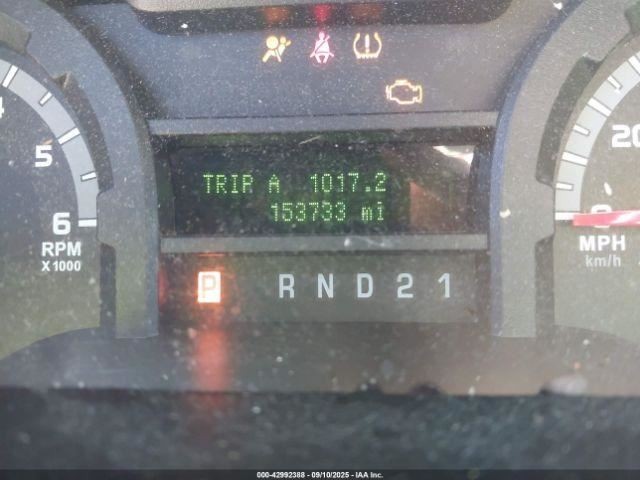 4
5
6
RPM
X1000
TRIP A 1017.2
153733 mi
P R N D 2 1
20
0
MPH
km/h
000-42992388 - 09/10/2025 - IAA Inc.